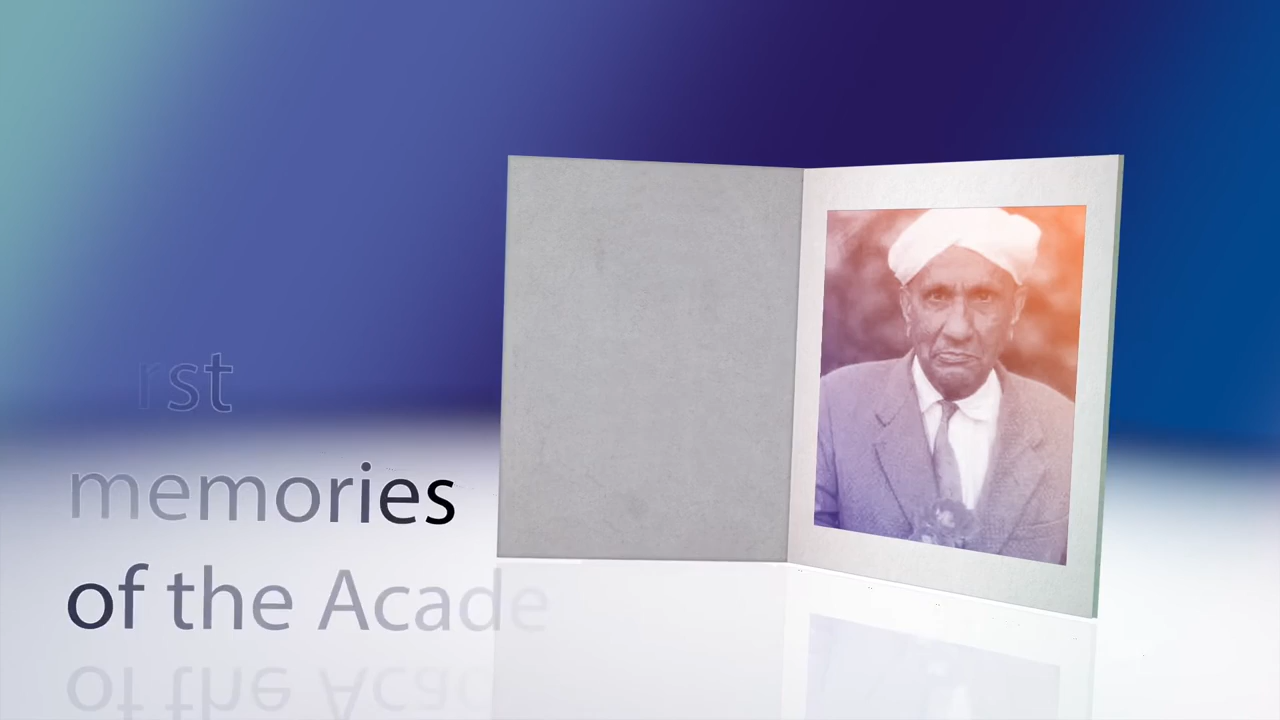 rst
memories
of the Acade